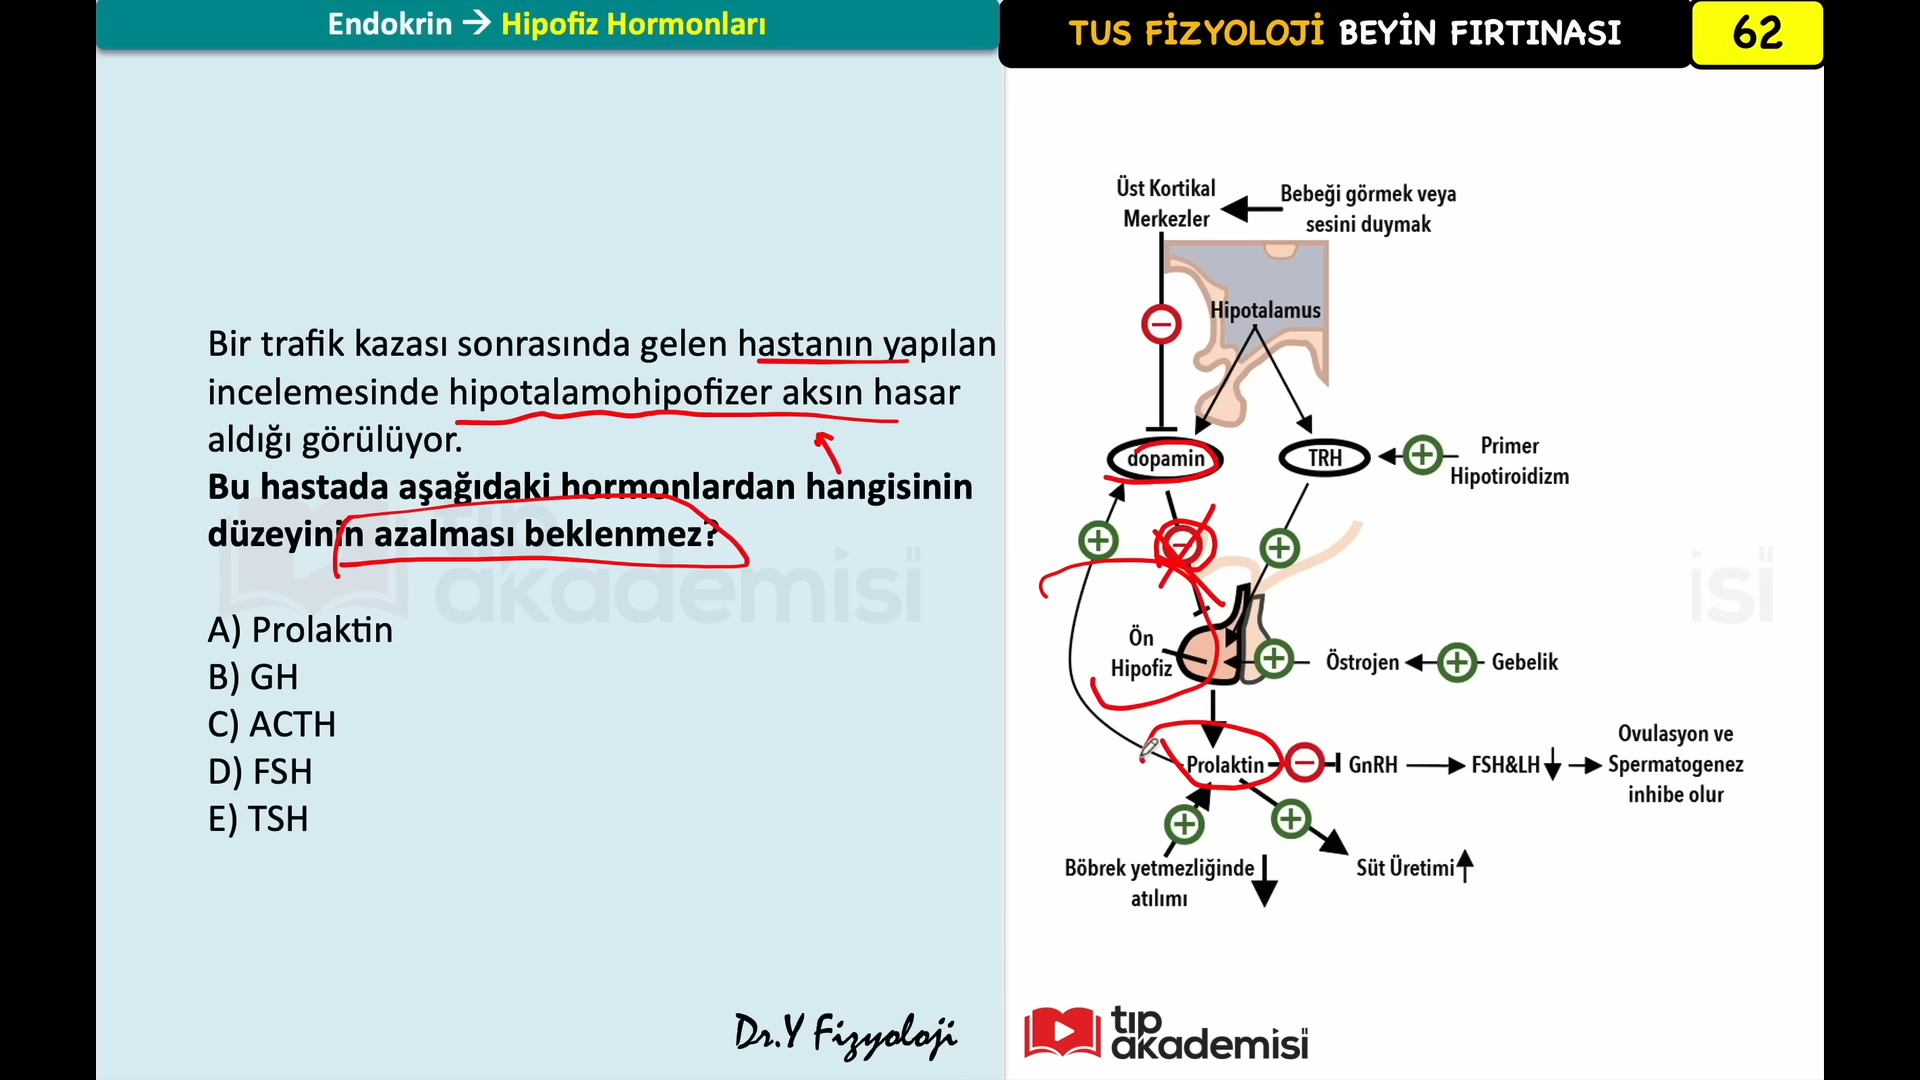 Endokrin → Hipofiz Hormonları
TUS FİZYOLOJİ BEYİN FIRTINASI
62
Bir trafik kazası sonrasında gelen hastanın yapılan
incelemesinde hipotalamohipofizer aksın hasar
aldığı görülüyor.
Bu hastada aşağıdaki hormonlardan hangisinin
düzeyinin azalması beklenmez?
A) Prolaktin
B) GH
C) ACTH
D) FSH
E) TSH
tıp
akademisi
Dr.Y Fizyoloji
Üst Kortikal
Merkezler
Bebeği görmek veya
sesini duymak
Hipotalamus
dopamin
TRH
Primer
Hipotiroidizm
Ön
Hipofiz
Östrojen
Gebelik
Prolaktin
GnRH
FSH&LH
Ovulasyon ve
Spermatogenez
inhibe olur
Böbrek yetmezliğinde
atılımı
Süt Üretimi
isi
tıp
akademisi